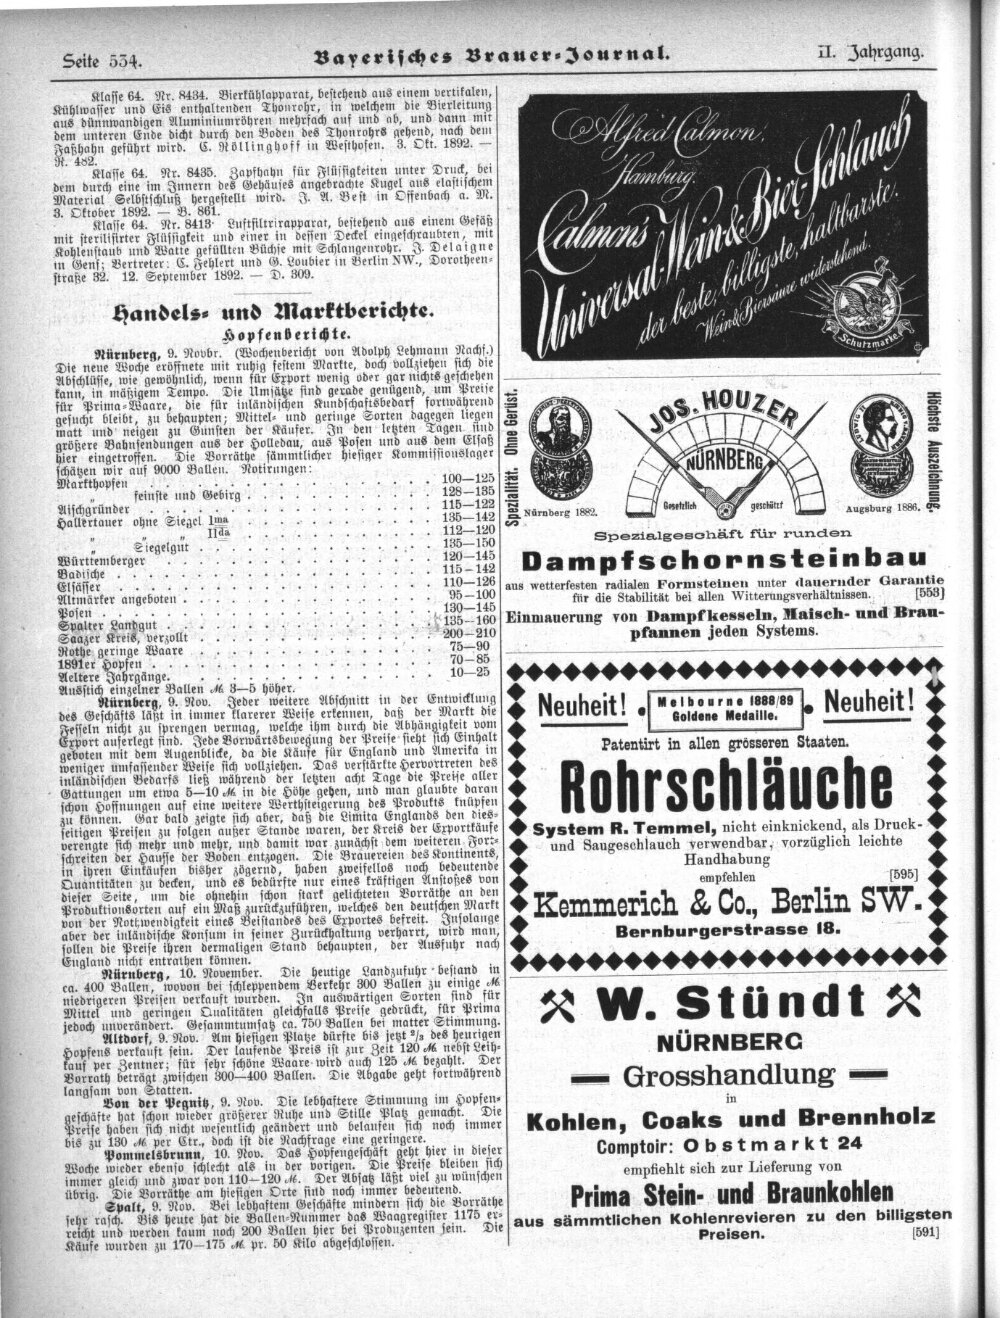 Seite 534.
Bayerisches Brauer-Journal.
II. Jahrgang.
Klasse 64. Nr. 8434. Bierkühlapparat, bestehend aus einem vertikalen,
Kühlwasser und Eis enthaltenden Thonrohr, in welchem die Bierleitung
aus dünnwandigen Aluminiumröhren mehrfach auf und ab, und dann mit
dem unteren Ende dicht durch den Boden des Thonrohrs gehend, nach dem
Faßhahn geführt wird. C. Nöllinghoff in Westhofen. 3. Okt. 1892. —
N. 482.
Klasse 64. Nr. 8435. Zapfhahn für Flüssigkeiten unter Druck, bei
dem durch eine im Innern des Gehäuses angebrachte Kugel aus elastischem
Material Selbstschluß hergestellt wird. J. A. Best in Offenbach a. M.
3. Oktober 1892. — B. 861.
Klasse 64. Nr. 8413. Luftfiltrirapparat, bestehend aus einem Gefäß
mit sterilisirter Flüssigkeit und einer in dessen Deckel eingeschraubten, mit
Kohlenstaub und Watte gefüllten Büchse mit Schlangenrohr. J. Delaigne
in Genf; Vertreter: C. Fehlert und G. Loubier in Berlin NW., Dorotheen-
straße 32. 12. September 1892. — D. 309.
Handels- und Marktberichte.
Hopfenberichte.
Nürnberg, 9. Novbr. (Wochenbericht von Adolph Lehmann Nachf.)
Die neue Woche eröffnete mit ruhig festem Markte, doch vollziehen sich die
Abschlüsse, wie gewöhnlich, wenn für Export wenig oder gar nichts geschehen
kann, in mäßigem Tempo. Die Umsätze sind gerade genügend, um Preise
für Prima-Waare, die für inländischen Kundschaftsbedarf fortwährend
gesucht bleibt, zu behaupten; Mittel- und geringe Sorten dagegen liegen
matt und neigen zu Gunsten der Käufer. In den letzten Tagen sind
größere Bahnsendungen aus der Holledau, aus Posen und aus dem Elsaß
hier eingetroffen. Die Vorräthe sämmtlicher hiesiger Kommissionslager
schätzen wir auf 9000 Ballen. Notirungen:
Markthopfen . . . 100—125
„ feinste und Gebirg . . . 128—135
Aischgründer . . . 115—122
Hallertauer ohne Siegel Ima . . . 135—142
„ „ „ IIda . . . 112—120
„ Siegelgut . . . 135—150
Württemberger . . . 120—145
Badische . . . 115—142
Elsässer . . . 110—126
Altmärker angeboten . . . 95—100
Posen . . . 130—145
Spalter Landgut . . . 135—160
Saazer Kreis, verzollt . . . 200—210
Rothe geringe Waare . . . 75—90
1891er Hopfen . . . 70—85
Aeltere Jahrgänge. . . . 10—25
Ausstich einzelner Ballen M. 3—5 höher.
Nürnberg, 9. Nov. Jeder weitere Abschnitt in der Entwicklung
des Geschäfts läßt in immer klarerer Weise erkennen, daß der Markt die
Fesseln nicht zu sprengen vermag, welche ihm durch die Abhängigkeit vom
Export auferlegt sind. Jede Vorwärtsbewegung der Preise sieht sich Einhalt
geboten mit dem Augenblicke, da die Käufe für England und Amerika in
weniger umfassender Weise sich vollziehen. Das verstärkte Hervortreten des
inländischen Bedarfs ließ während der letzten acht Tage die Preise aller
Gattungen um etwa 5—10 M. in die Höhe gehen, und man glaubte daran
schon Hoffnungen auf eine weitere Werthsteigerung des Produkts knüpfen
zu können. Gar bald zeigte sich aber, daß die Limita Englands den dies-
seitigen Preisen zu folgen außer Stande waren, der Kreis der Exportkäufe
verengte sich mehr und mehr, und damit war zunächst dem weiteren Fort-
schreiten der Hausse der Boden entzogen. Die Brauereien des Kontinents,
in ihren Einkäufen bisher zögernd, haben zweifellos noch bedeutende
Quantitäten zu decken, und es bedürfte nur eines kräftigen Anstoßes von
dieser Seite, um die ohnehin schon stark gelichteten Vorräthe an den
Produktionsorten auf ein Maß zurückzuführen, welches den deutschen Markt
von der Nothwendigkeit eines Beistandes des Exportes befreit. Insolange
aber der inländische Konsum in seiner Zurückhaltung verharrt, wird man,
sollen die Preise ihren dermaligen Stand behaupten, der Ausfuhr nach
England nicht entrathen können.
Nürnberg, 10. November. Die heutige Landzufuhr bestand in
ca. 400 Ballen, wovon bei schleppendem Verkehr 300 Ballen zu einige M.
niedrigeren Preisen verkauft wurden. In auswärtigen Sorten sind für
Mittel und geringen Qualitäten gleichfalls Preise gedrückt, für Prima
jedoch unverändert. Gesammtumsatz ca. 750 Ballen bei matter Stimmung.
Altdorf, 9. Nov. Am hiesigen Platze dürfte bis jetzt 2/3 des heurigen
Hopfens verkauft sein. Der laufende Preis ist zur Zeit 120 M. nebst Leih-
kauf per Zentner; für sehr schöne Waare wird auch 125 M. bezahlt. Der
Vorrath beträgt zwischen 300—400 Ballen. Die Abgabe geht fortwährend
langsam von Statten.
Von der Pegnitz, 9. Nov. Die lebhaftere Stimmung im Hopfen-
geschäfte hat schon wieder größerer Ruhe und Stille Platz gemacht. Die
Preise haben sich nicht wesentlich geändert und belaufen sich noch immer
bis zu 130 M. per Ctr., doch ist die Nachfrage eine geringere.
Pommelsbrunn, 10. Nov. Das Hopfengeschäft geht hier in dieser
Woche wieder ebenso schlecht als in der vorigen. Die Preise bleiben sich
immer gleich und zwar von 110—120 M. Der Absatz läßt viel zu wünschen
übrig. Die Vorräthe am hiesigen Orte sind noch immer bedeutend.
Spalt, 9. Nov. Bei lebhaftem Geschäfte mindern sich die Vorräthe
sehr rasch. Bis heute hat die Ballen-Nummer das Waagregister 1175 er-
reicht und werden kaum noch 200 Ballen hier bei Produzenten sein. Die
Käufe wurden zu 170—175 M. pr. 50 Kilo abgeschlossen.
Alfred Calmon,
Hamburg.
Calmon's
Universal-Wein- & Bier-Schlauch
der beste, billigste, haltbarste.
Wein & Biersäure widerstehend.
Schutzmarke.
Spezialität. Ohne Gerüst.
JOS. HOUZER
NÜRNBERG
Gesetzlich geschützt
Nürnberg 1882.
Augsburg 1886.
Höchste Auszeichnung.
Spezialgeschäft für runden
Dampfschornsteinbau
aus wetterfesten radialen Formsteinen unter dauernder Garantie
für die Stabilität bei allen Witterungsverhältnissen. [553]
Einmauerung von Dampfkesseln, Maisch- und Brau-
pfannen jeden Systems.
Neuheit! Melbourne 1888/89 Neuheit!
Goldene Medaille.
Patentirt in allen grösseren Staaten.
Rohrschläuche
System R. Temmel, nicht einknickend, als Druck-
und Saugeschlauch verwendbar, vorzüglich leichte
Handhabung
empfehlen [595]
Kemmerich & Co., Berlin SW.
Bernburgerstrasse 18.
W. Stündt
NÜRNBERG
Grosshandlung
in
Kohlen, Coaks und Brennholz
Comptoir: Obstmarkt 24
empfiehlt sich zur Lieferung von
Prima Stein- und Braunkohlen
aus sämmtlichen Kohlenrevieren zu den billigsten
Preisen. [591]